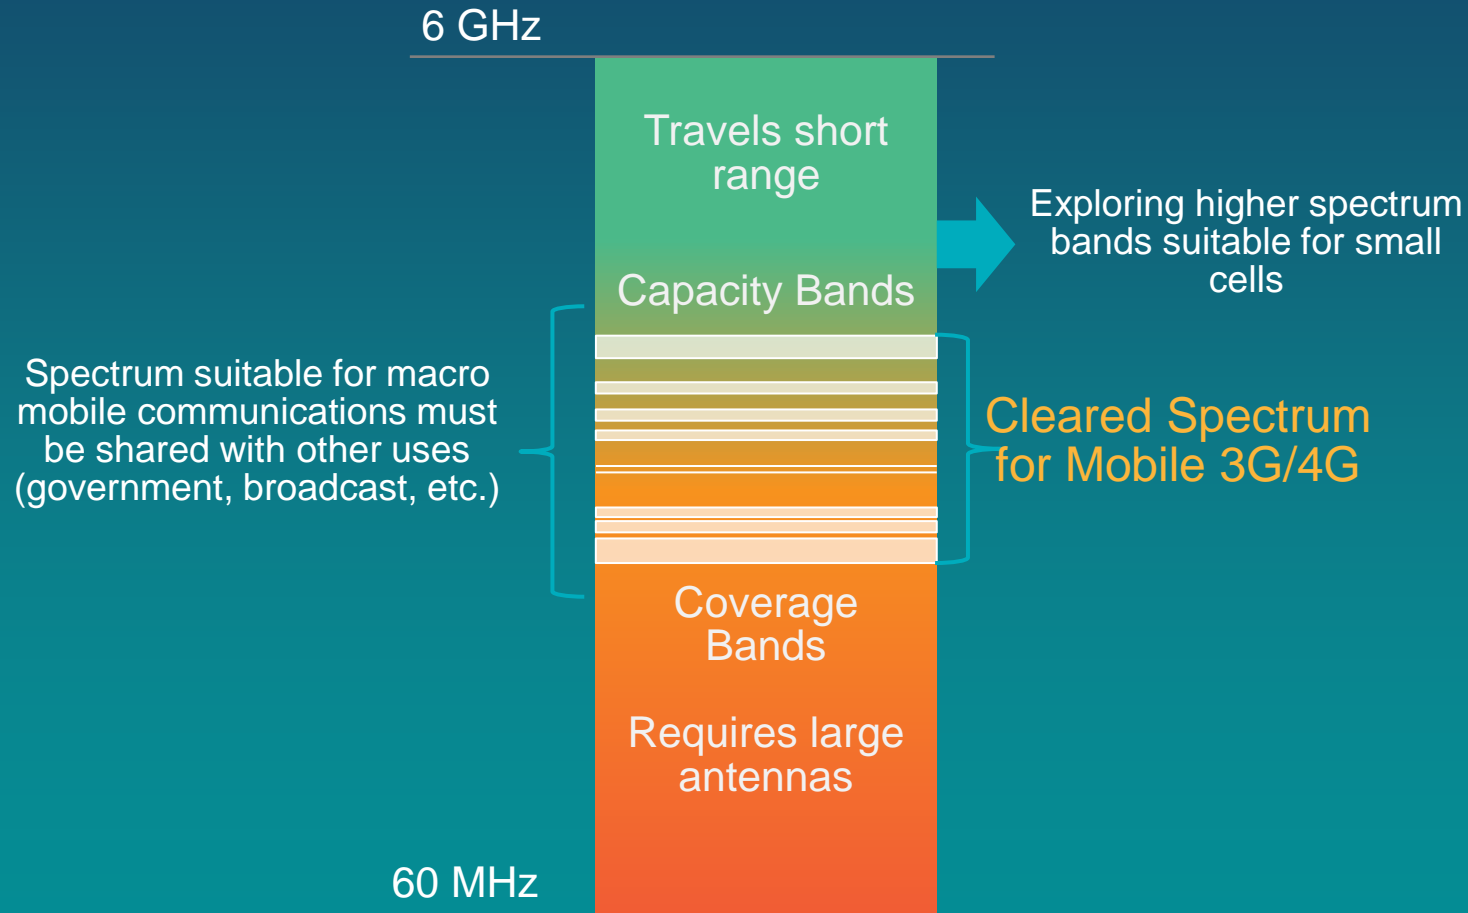 6 GHz
Travels short
range
Exploring higher spectrum
bands suitable for small
cells
Capacity Bands
Spectrum suitable for macro
mobile communications must
be shared with other uses
(government, broadcast, etc.)
Cleared Spectrum
for Mobile 3G/4G
Coverage
Bands
Requires large
antennas
60 MHz